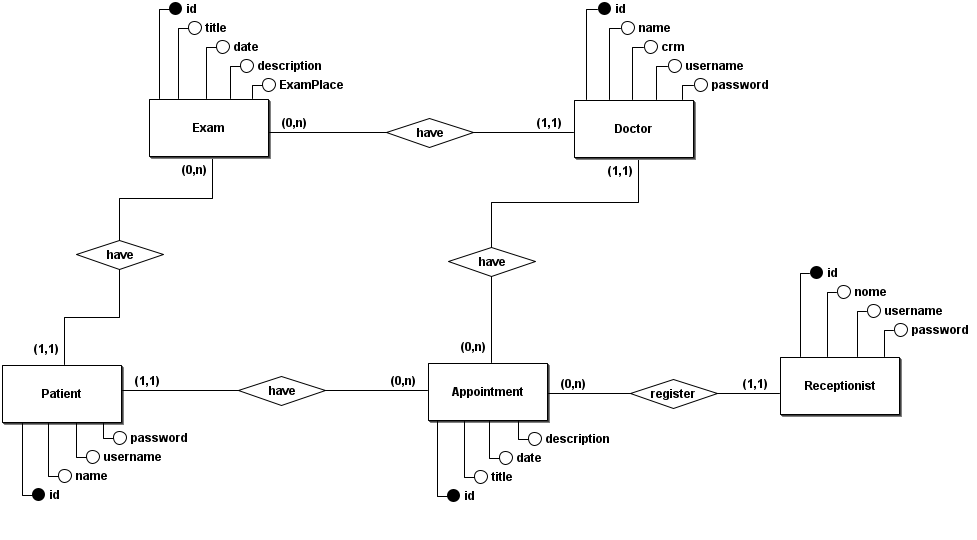 id
title
date
description
ExamPlace
Exam
(0,n)
have
(1,1)
id
name
crm
username
password
Doctor
(0,n)
have
(1,1)
(1,1)
have
(0,n)
id
nome
username
password
Receptionist
Patient
(1,1)
have
(0,n)
Appointment
(0,n)
register
(1,1)
password
username
name
id
description
date
title
id